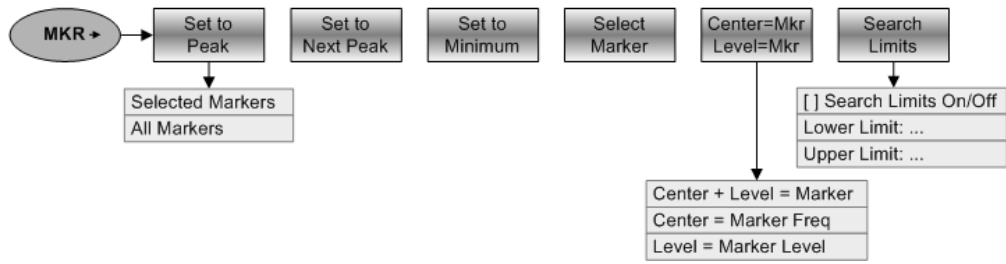 MKR
Set to
Peak
Set to
Next Peak
Set to
Minimum
Select
Marker
Center=Mkr
Level=Mkr
Search
Limits
Selected Markers
All Markers
[ ] Search Limits On/Off
Lower Limit: ...
Upper Limit: ...
Center + Level = Marker
Center = Marker Freq
Level = Marker Level